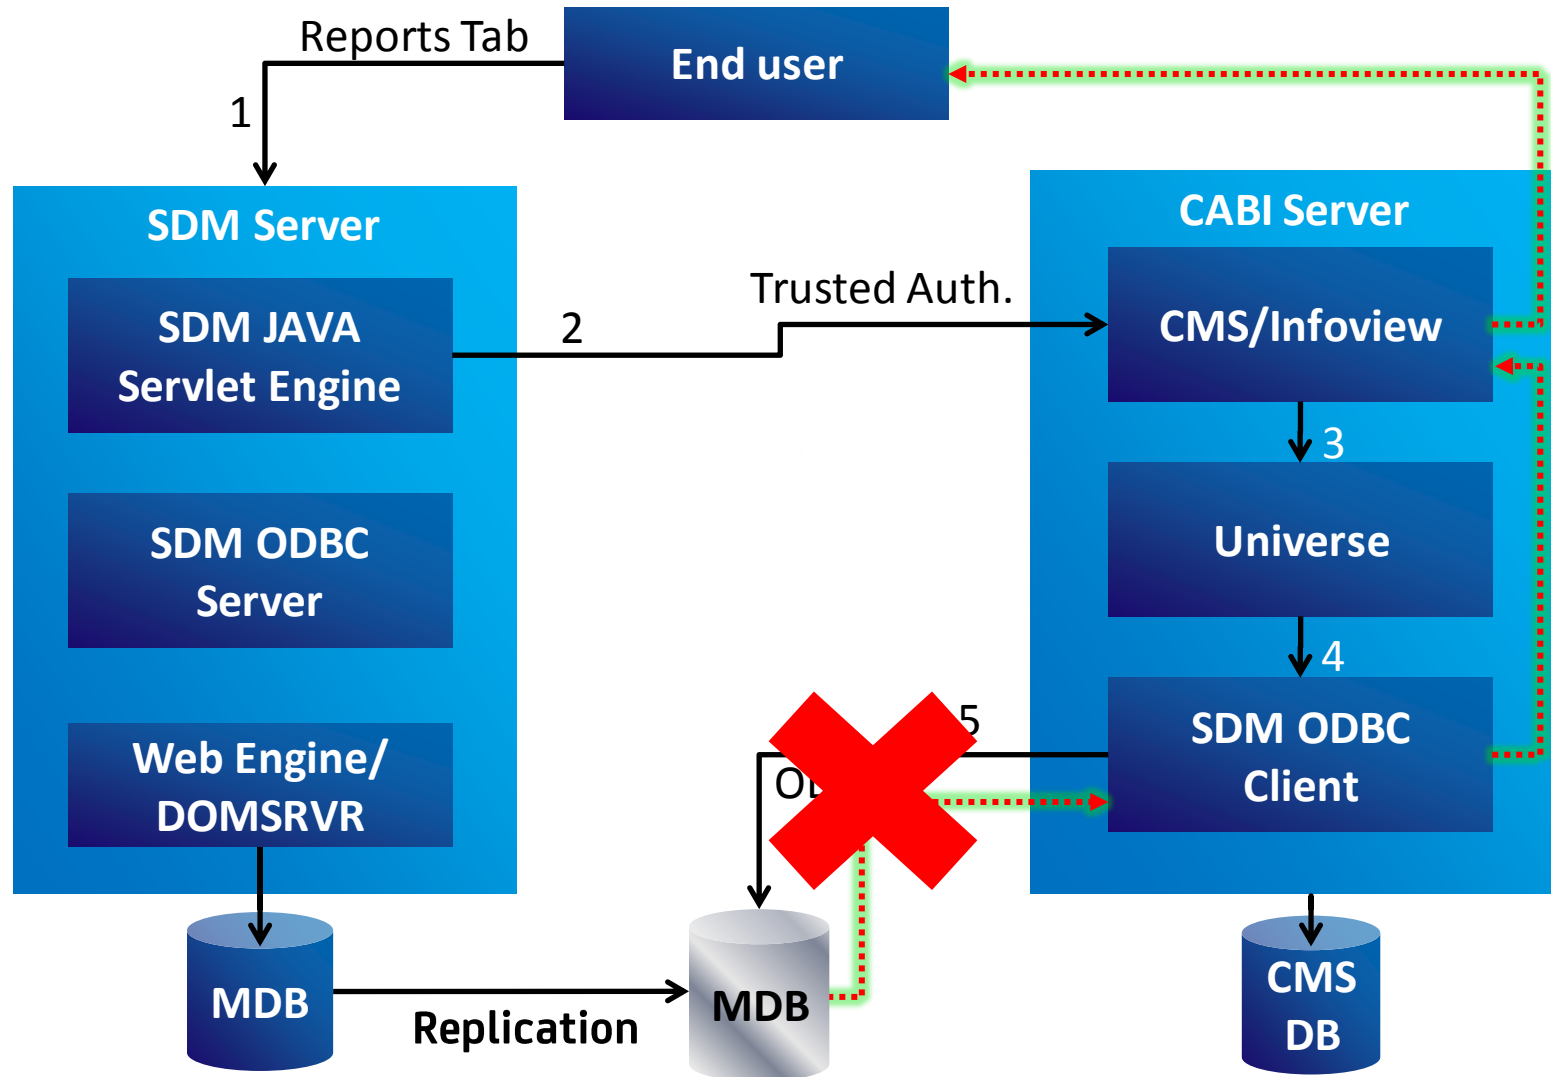 Reports Tab
End user
1
SDM Server
CABI Server
SDM JAVA
Servlet Engine
2
Trusted Auth.
CMS/Infoview
3
SDM ODBC
Server
Universe
4
Web Engine/
DOMSRVR
5
SDM ODBC
Client
MDB
Replication
MDB
CMS
DB